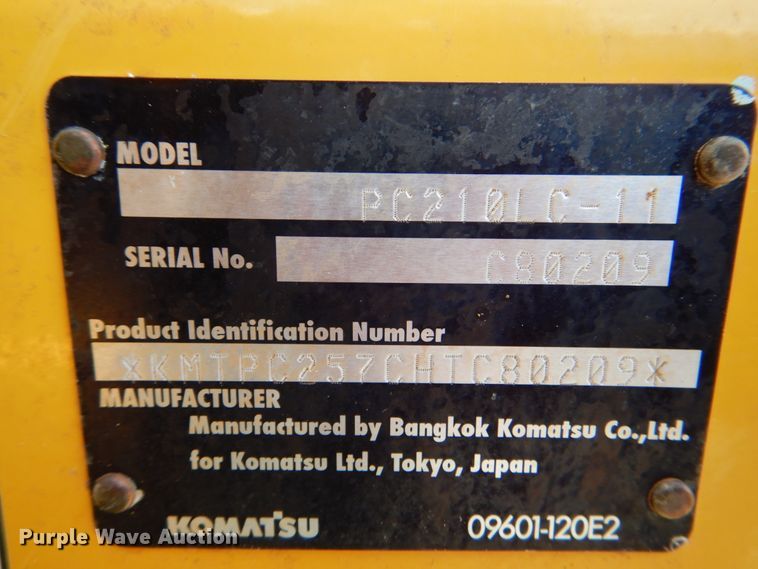 MODEL
PC210LC-11
SERIAL No. C80209
Product Identification Number
*KMTPC257CHTC80209*
MANUFACTURER
Manufactured by Bangkok Komatsu Co.,Ltd.
for Komatsu Ltd., Tokyo, Japan
KOMATSU 09601-120E2
Purple Wave Auction